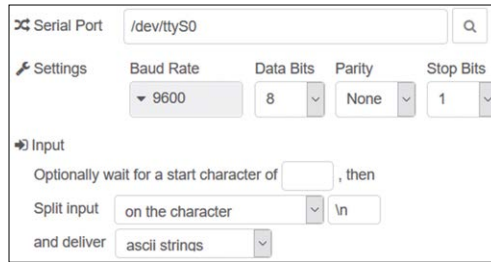 Serial Port /dev/ttyS0
Settings Baud Rate Data Bits Parity Stop Bits
9600 8 None 1
Input
Optionally wait for a start character of , then
Split input on the character \n
and deliver ascii strings